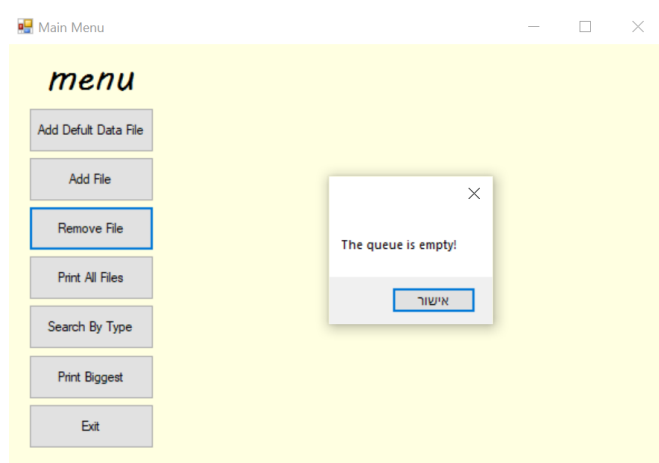 Main Menu
menu
Add Defult Data File
Add File
Remove File
Print All Files
Search By Type
Print Biggest
Exit
The queue is empty!
אישור